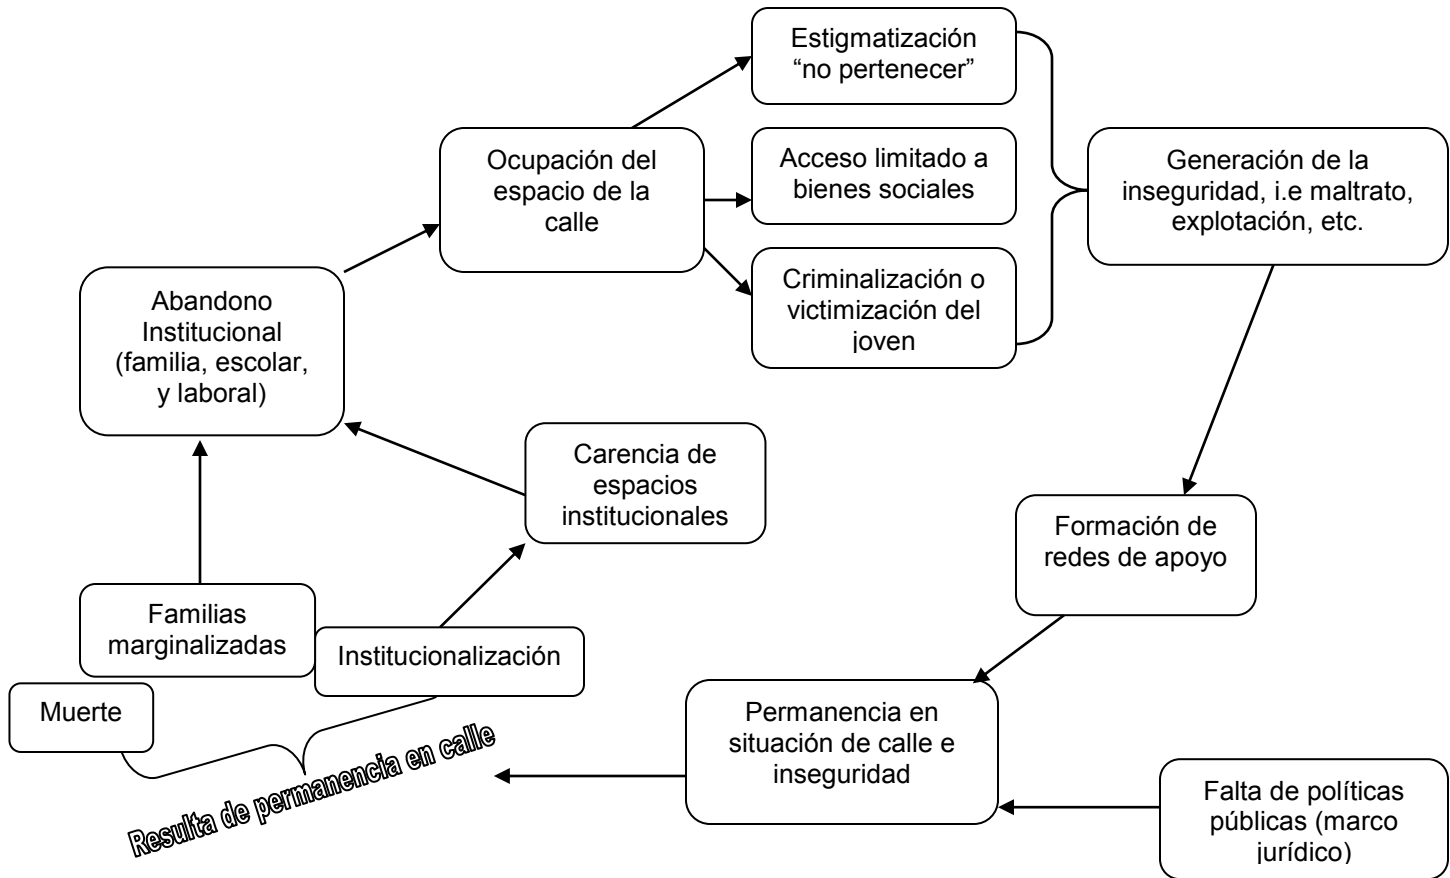 Estigmatización
“no pertenecer”
Ocupación del
espacio de la
calle
Acceso limitado a
bienes sociales
Generación de la
inseguridad, i.e maltrato,
explotación, etc.
Criminalización o
victimización del
joven
Abandono
Institucional
(familia, escolar,
y laboral)
Carencia de
espacios
institucionales
Formación de
redes de apoyo
Familias
marginalizadas
Institucionalización
Muerte
Permanencia en
situación de calle e
inseguridad
Resulta de permanencia en calle
Falta de políticas
públicas (marco
jurídico)